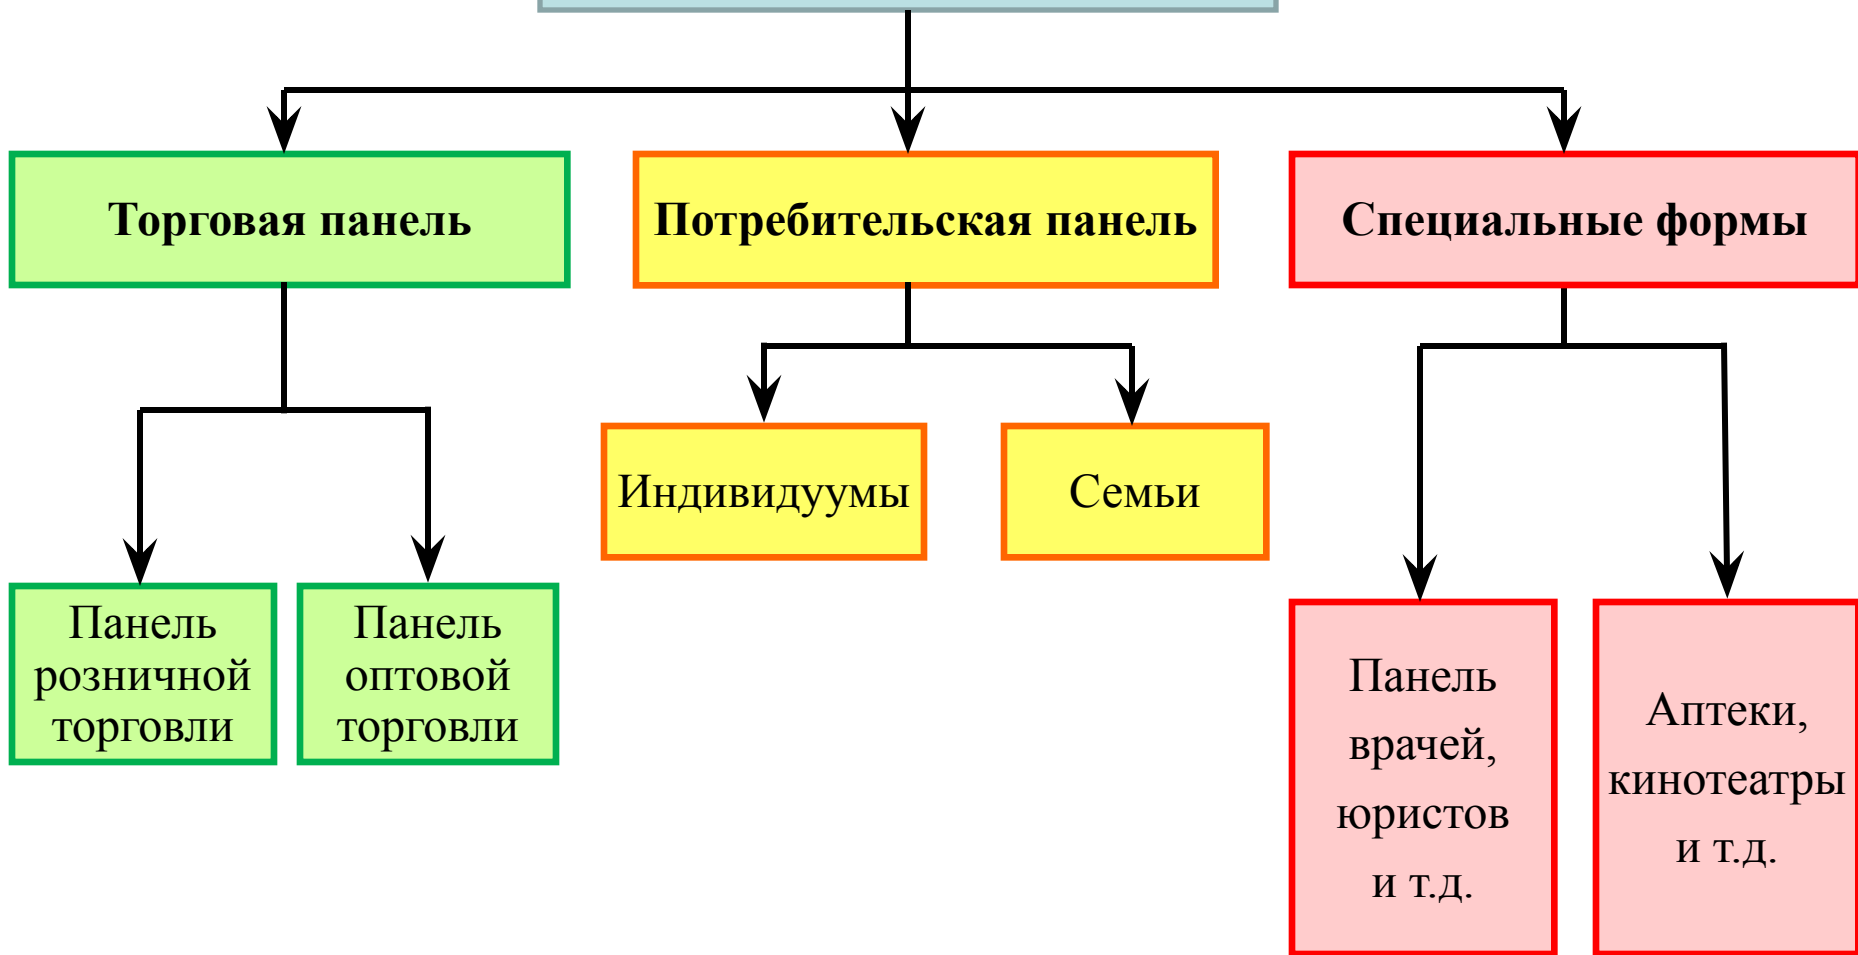 Торговая панель
Потребительская панель
Специальные формы
Индивидуумы
Семьи
Панель
розничной
торговли
Панель
оптовой
торговли
Панель
врачей,
юристов
и т.д.
Аптеки,
кинотеатры
и т.д.